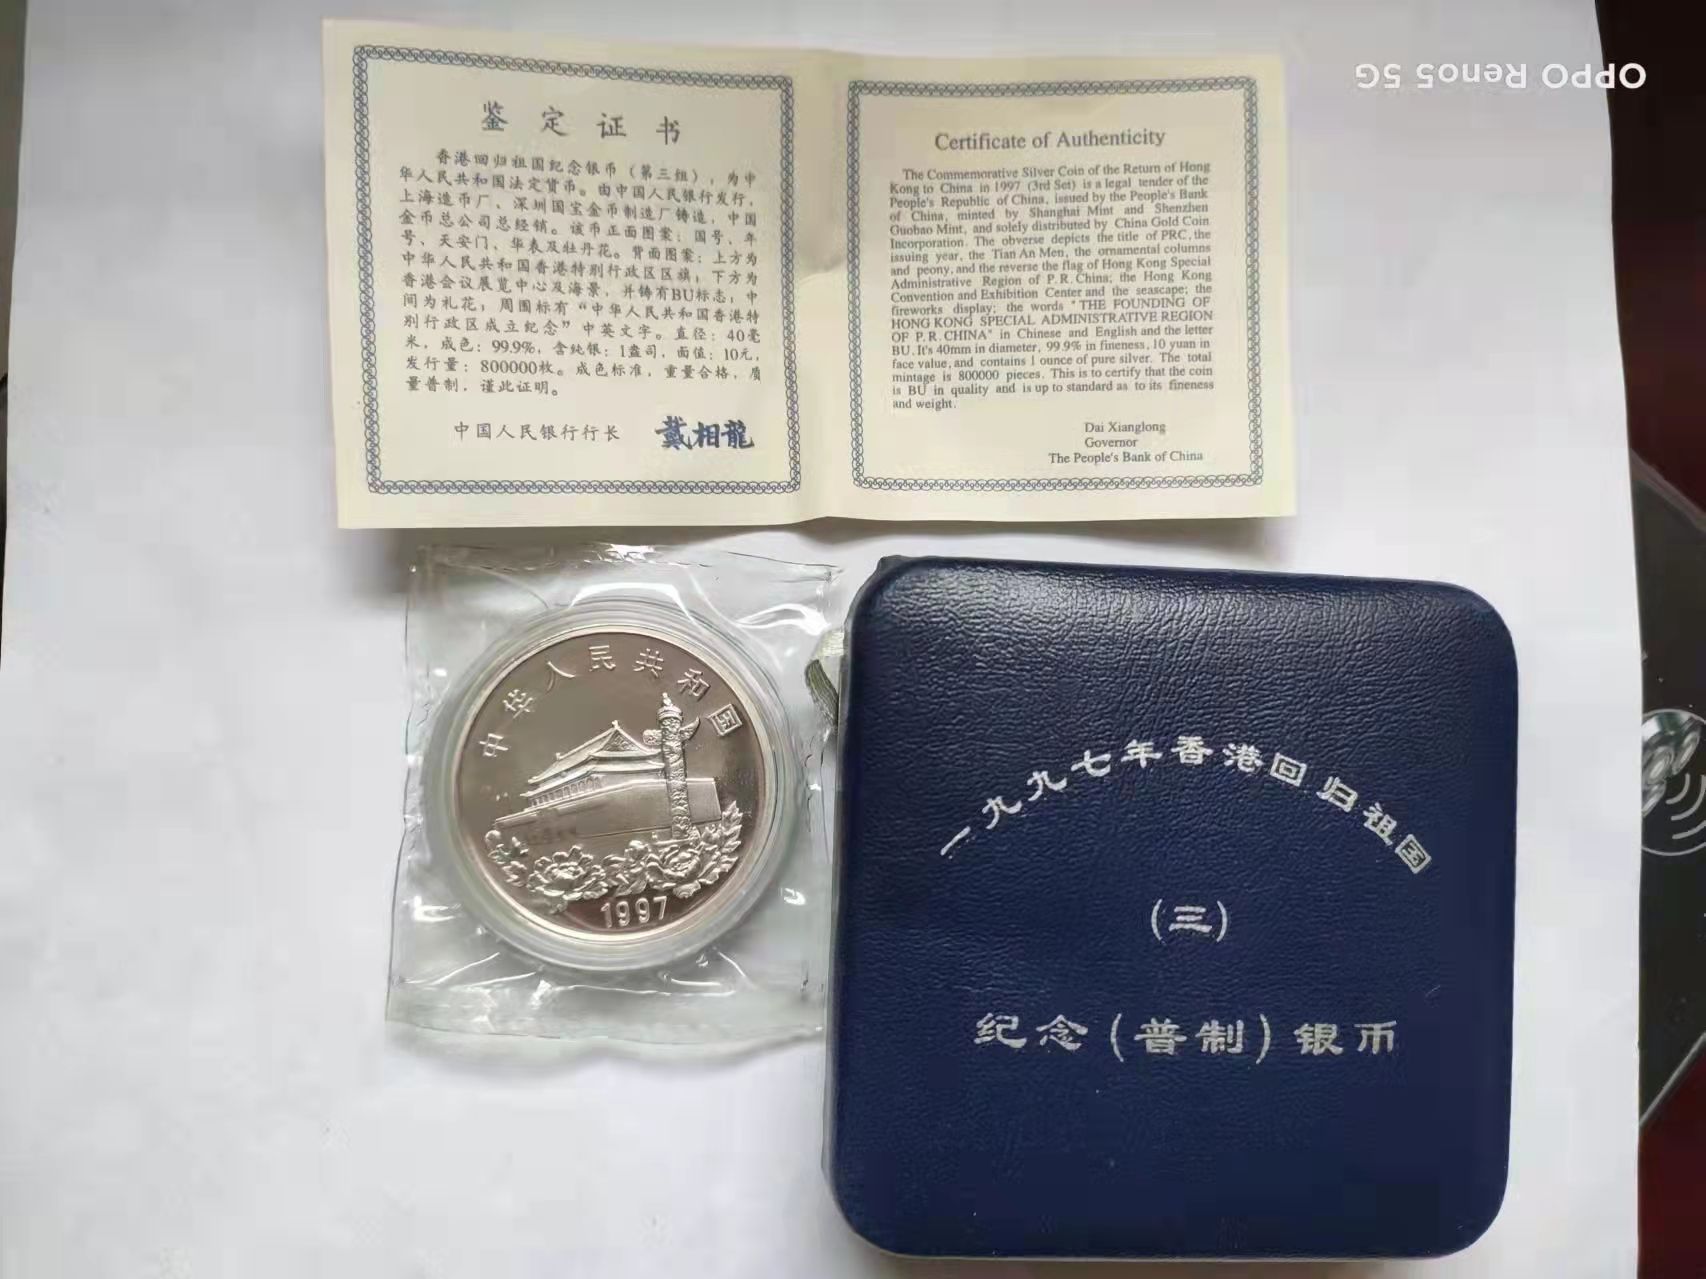 OPPO Reno5 5G
鉴定证书
香港回归祖国纪念银币（第三组），为中
华人民共和国法定货币。由中国人民银行发行，
上海造币厂、深圳国宝金币制造厂铸造，中国
金币总公司总经销。该币正面图案：国号、年
号、天安门、华表及牡丹花。背面图案：上方为
中华人民共和国香港特别行政区区旗；下方为
香港会议展览中心及海景，并铸有BU标志；中
间为礼花；周围标有“中华人民共和国香港特
别行政区成立纪念”中英文字。直径：40毫
米，成色：99.9%，含纯银：1盎司，面值：10元，
发行量：800000枚。成色标准，重量合格，质
量普制，谨此证明。
中国人民银行行长 戴相龍
Certificate of Authenticity
The Commemorative Silver Coin of the Return of Hong
Kong to China in 1997 (3rd Set) is a legal tender of the
People's Republic of China, issued by the People's Bank
of China, minted by Shanghai Mint and Shenzhen
Guobao Mint, and solely distributed by China Gold Coin
Incorporation. The obverse depicts the title of PRC, the
issuing year, the Tian An Men, the ornamental columns
and peony, and the reverse the flag of Hong Kong Special
Administrative Region of P.R.China; the Hong Kong
Convention and Exhibition Center and the seascape; the
fireworks display; the words "THE FOUNDING OF
HONG KONG SPECIAL ADMINISTRATIVE REGION
OF P.R.CHINA" in Chinese and English and the letter
BU. It's 40mm in diameter, 99.9% in fineness, 10 yuan in
face value, and contains 1 ounce of pure silver. The total
mintage is 800000 pieces. This is to certify that the coin
is BU in quality and is up to standard as to its fineness
and weight.
Dai Xianglong
Governor
The People's Bank of China
中华人民共和国
1997
一九九七年香港回归祖国
(三)
纪念(普制)银币